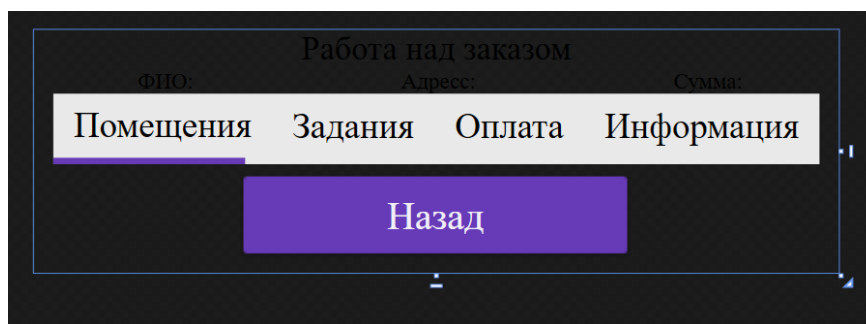 Работа над заказом
ФИО: Адресс: Сумма:
Помещения Задания Оплата Информация
Назад